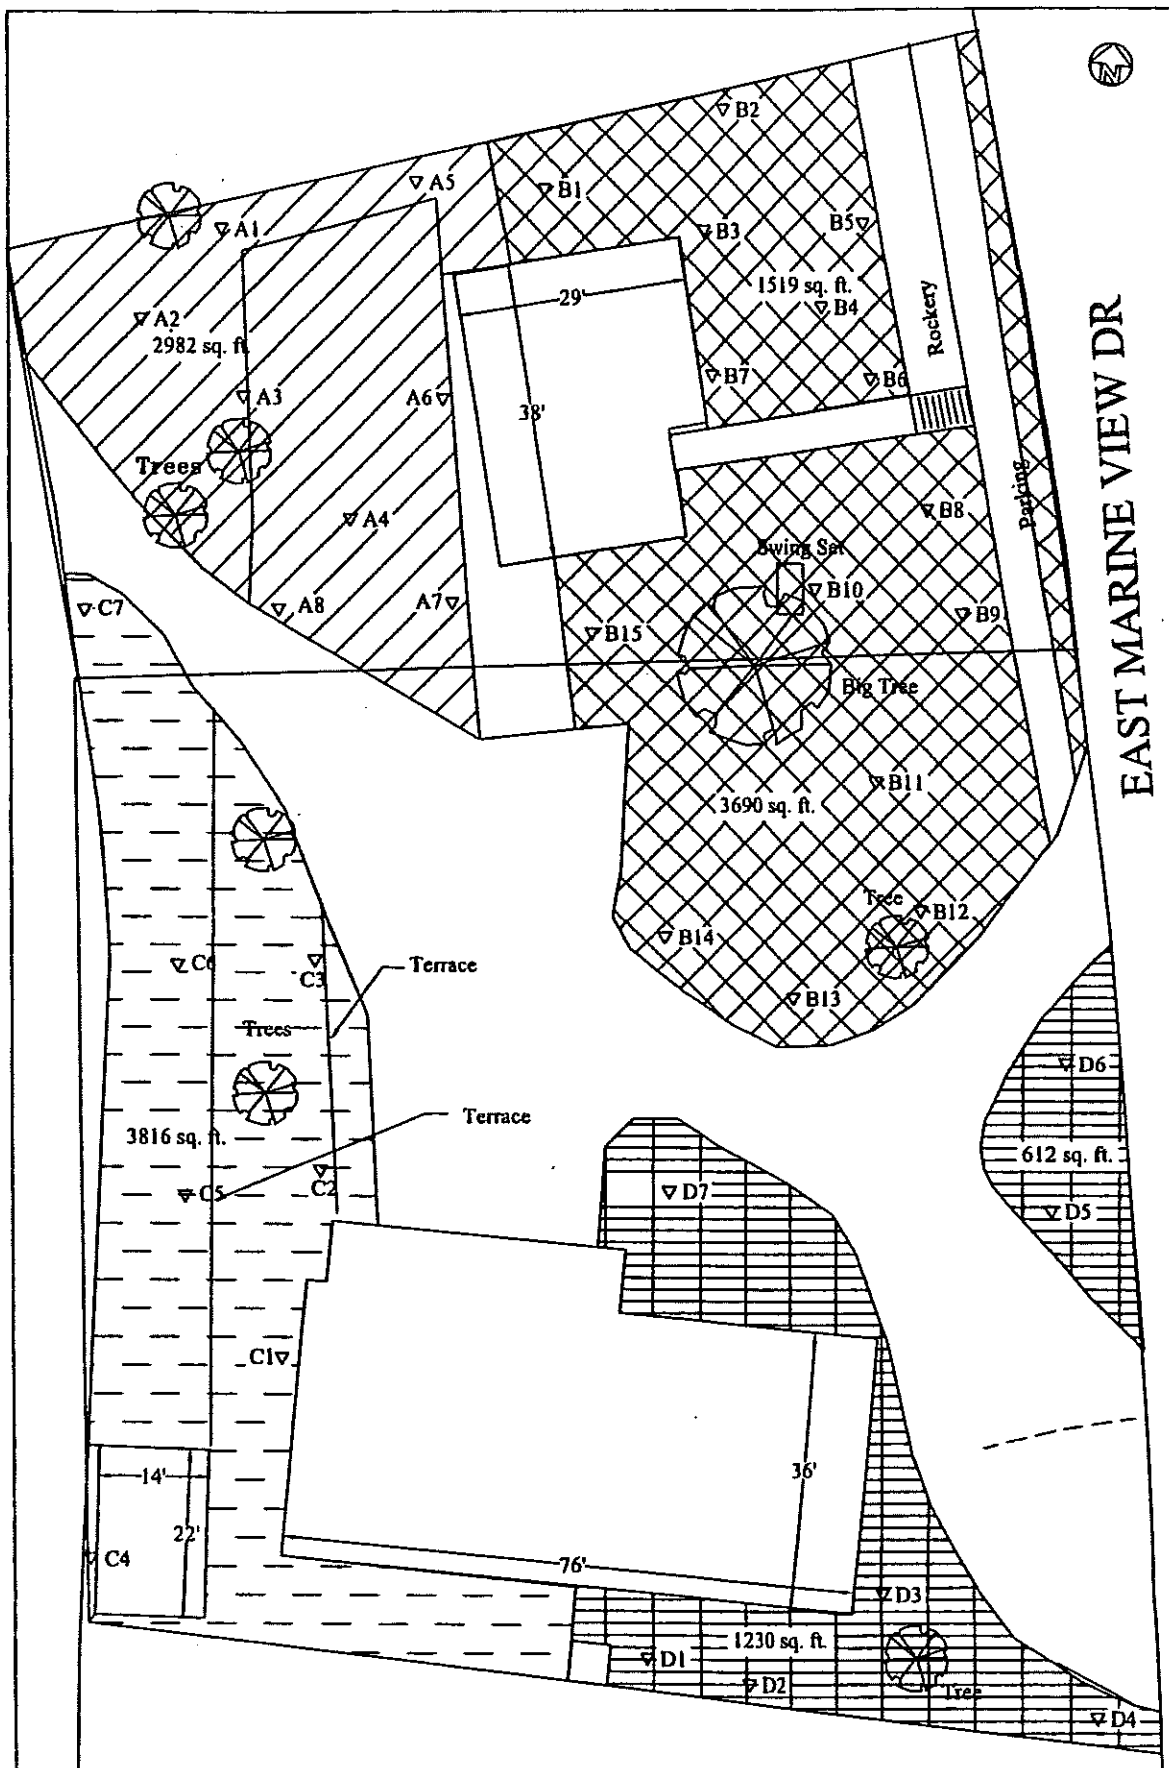 N
B2
A5
B1
A1
B3
B5
1519 sq. ft.
29'
B4
A2
2982 sq. ft
Rockery
B7
B6
A3
A6
38'
EAST MARINE VIEW DR
Trees
Parking
A4
B8
Swing Set
B10
C7
A8
A7
B9
B15
Big Tree
B11
3690 sq. ft.
Tree
B12
B14
C6
C3
Terrace
B13
Trees
D6
Terrace
3816 sq. ft.
612 sq. ft.
C5
C2
D7
D5
C1
14'
36'
22'
C4
76'
D3
1230 sq. ft.
D1
D2
Tree
D4